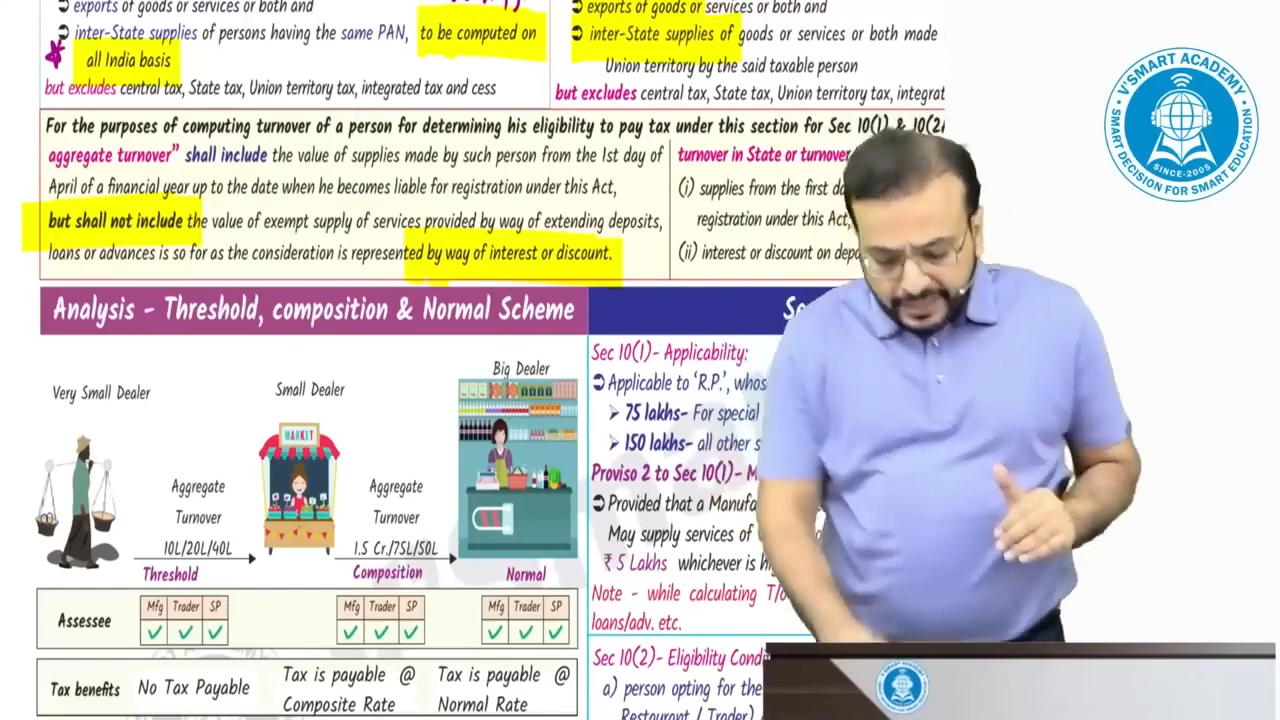 exports of goods or services or both and
inter-State supplies of persons having the same PAN, to be computed on
all India basis
but excludes central tax, State tax, Union territory tax, integrated tax and cess
exports of goods or services or both and
inter-State supplies of goods or services or both made
Union territory by the said taxable person
but excludes central tax, State tax, Union territory tax, integrat
For the purposes of computing turnover of a person for determining his eligibility to pay tax under this section for Sec 10(1) & 10(2A
aggregate turnover” shall include the value of supplies made by such person from the 1st day of
April of a financial year up to the date when he becomes liable for registration under this Act,
but shall not include the value of exempt supply of services provided by way of extending deposits,
loans or advances is so for as the consideration is represented by way of interest or discount.
turnover in State or turnover
(i) supplies from the first da
registration under this Act,
(ii) interest or discount on depo
Analysis - Threshold, composition & Normal Scheme
Very Small Dealer
Small Dealer
Big Dealer
MARKET
Aggregate
Turnover
10L/20L/40L
Threshold
Aggregate
Turnover
1.5 Cr./75L/50L
Composition
Normal
Assessee
Mfg Trader SP
Mfg Trader SP
Mfg Trader SP
Tax benefits
No Tax Payable
Tax is payable @
Composite Rate
Tax is payable @
Normal Rate
Sec 10(1)- Applicability:
Applicable to ‘R.P.’, whos
75 lakhs- For special
150 lakhs- all other s
Proviso 2 to Sec 10(1)- M
Provided that a Manufa
May supply services of
₹ 5 Lakhs whichever is hi
Note - while calculating T/o
loans/adv. etc.
Sec 10(2)- Eligibility Cond
a) person opting for the
Restaurant / Trader)
V'SMART ACADEMY
SMART DECISION FOR SMART EDUCATION
SINCE-2005